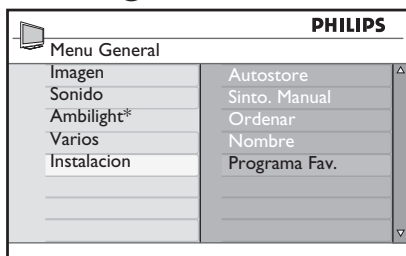 PHILIPS
Menu General
Imagen
Sonido
Ambilight*
Varios
Instalacion
Autostore
Sinto. Manual
Ordenar
Nombre
Programa Fav.